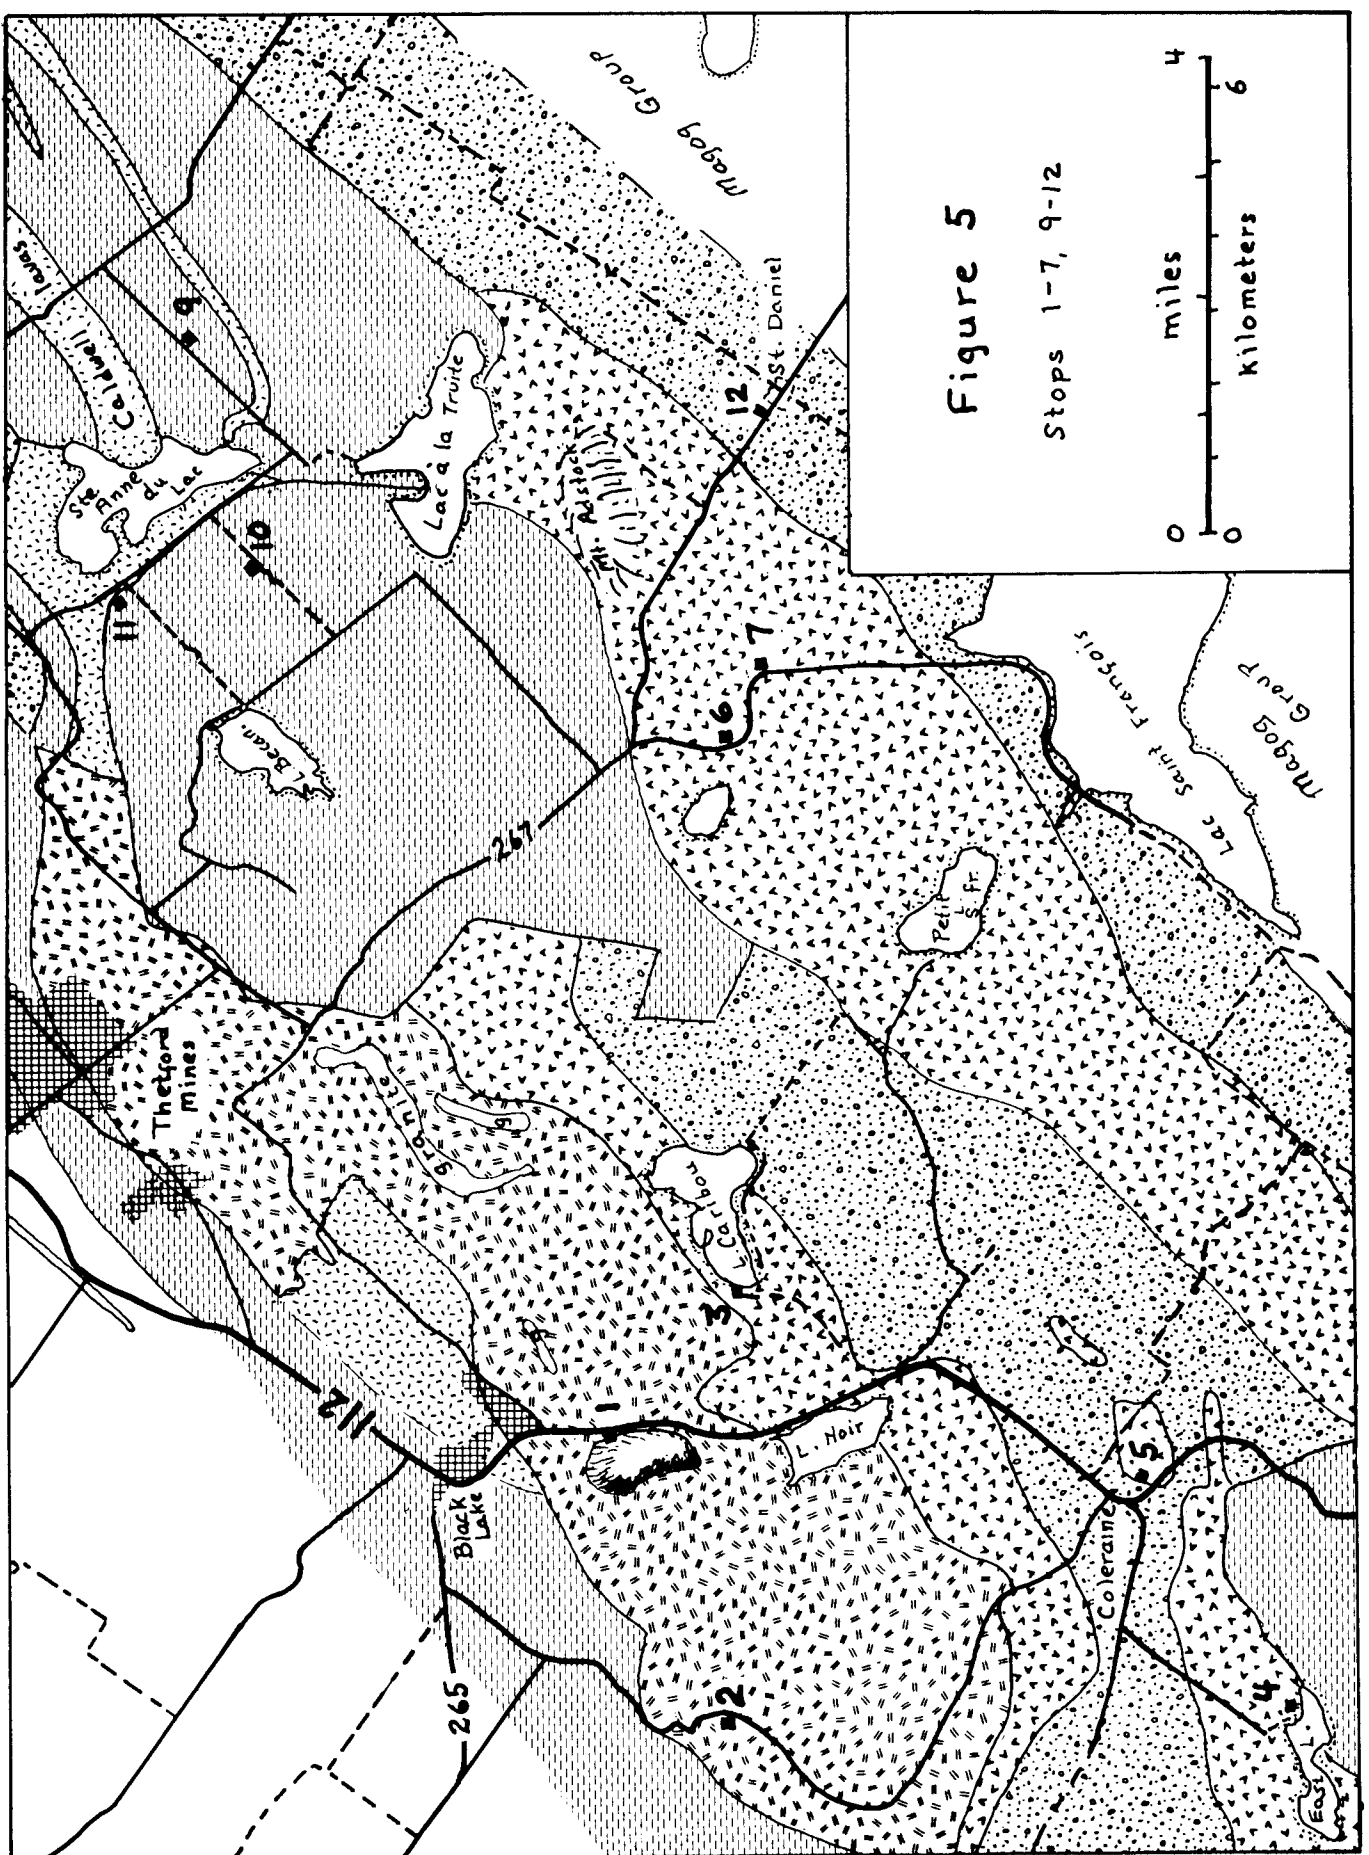 Figure 5
Stops 1-7, 9-12
0
4
miles
0
6
kilometers
Magog Group
lavas
Caldwell
9
Ste
Anne
du
Lac
10
11
Lac à la Truite
Mt. Adstock
12
St. Daniel
7
6
L. Bécan.
267
Petit
S. Fr.
Lac
Saint
François
Magog
Group
Thetford
mines
granite
g
g
L. Caribou
3
112
1
L. Noir
Black
Lake
265
2
5
Coleraine
4
East
L.